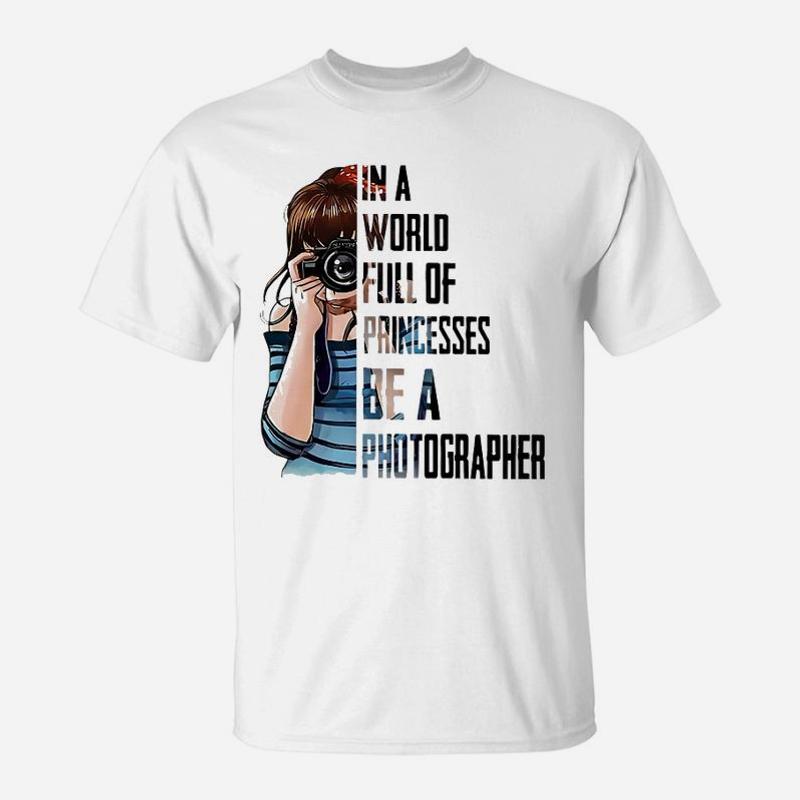 IN A
WORLD
FULL OF
PRINCESSES
BE A
PHOTOGRAPHER